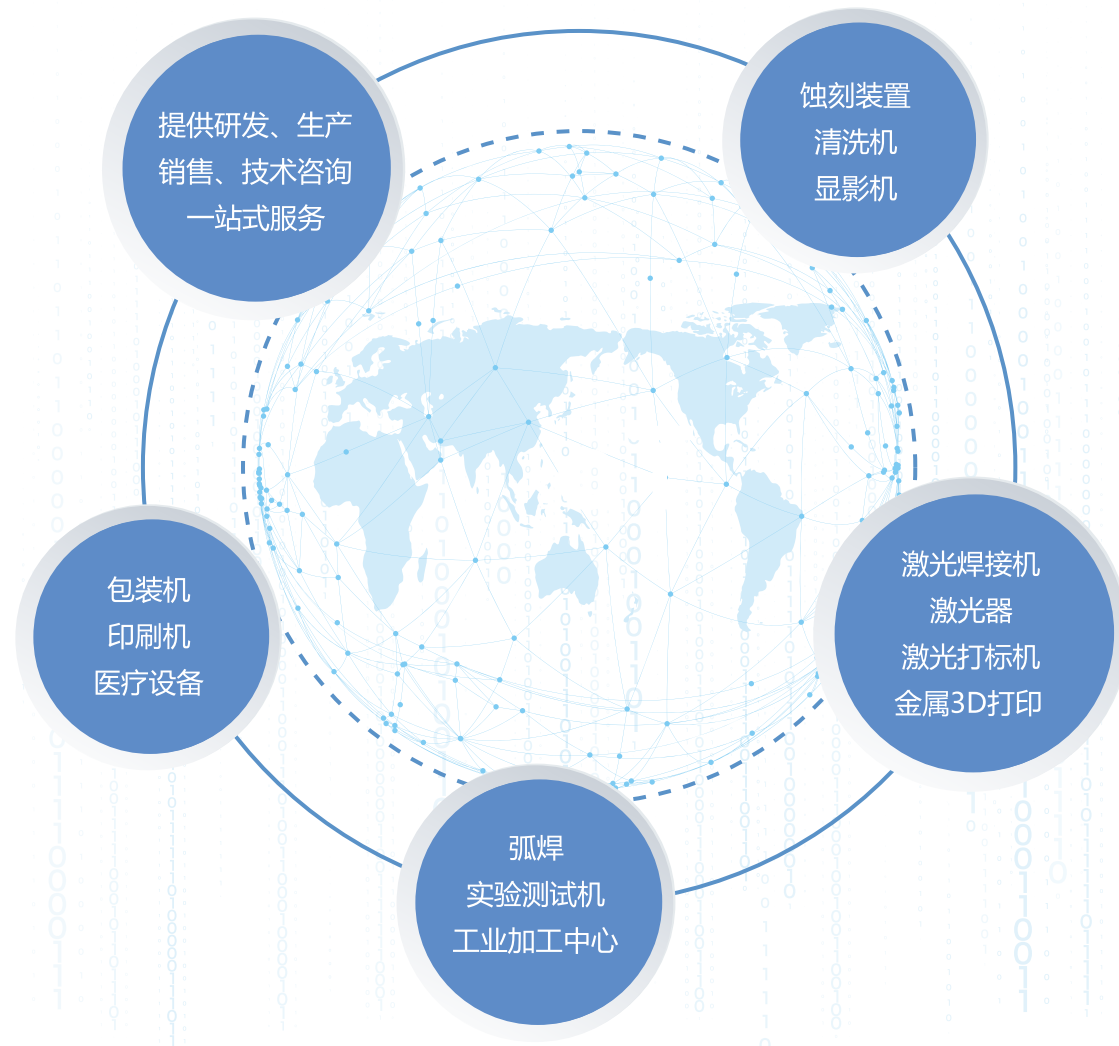 提供研发、生产
销售、技术咨询
一站式服务
蚀刻装置
清洗机
显影机
包装机
印刷机
医疗设备
激光焊接机
激光器
激光打标机
金属3D打印
弧焊
实验测试机
工业加工中心